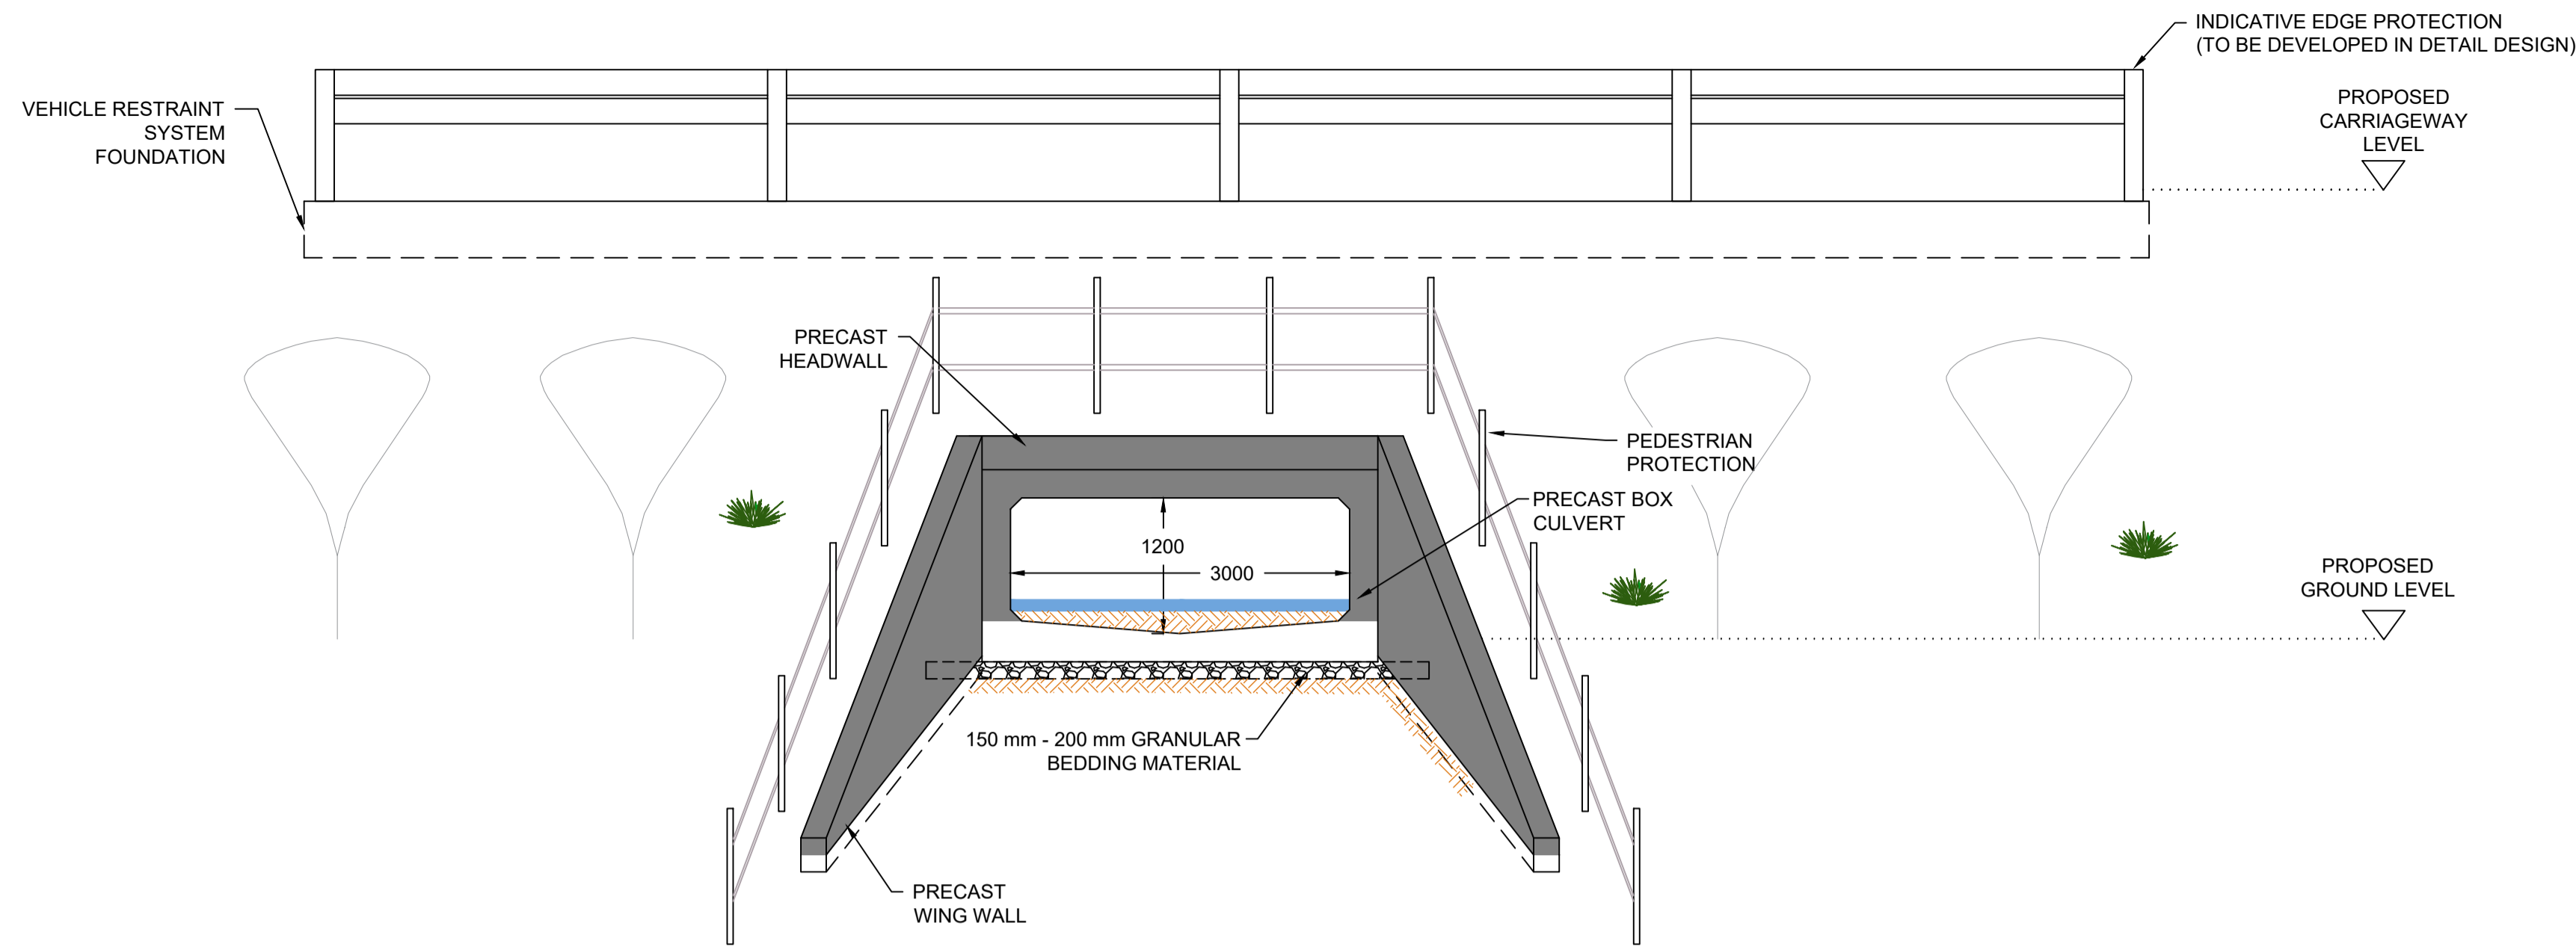 INDICATIVE EDGE PROTECTION
(TO BE DEVELOPED IN DETAIL DESIGN)
VEHICLE RESTRAINT
SYSTEM
FOUNDATION
PROPOSED
CARRIAGEWAY
LEVEL
PRECAST
HEADWALL
PEDESTRIAN
PROTECTION
PRECAST BOX
CULVERT
1200
3000
PROPOSED
GROUND LEVEL
150 mm - 200 mm GRANULAR
BEDDING MATERIAL
PRECAST
WING WALL